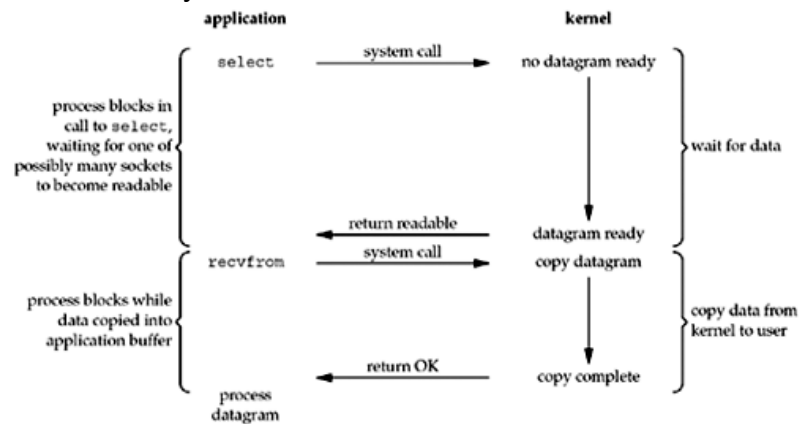 application
kernel
select
system call
no datagram ready
process blocks in
call to select,
waiting for one of
possibly many sockets
to become readable
wait for data
return readable
datagram ready
recvfrom
system call
copy datagram
process blocks while
data copied into
application buffer
copy data from
kernel to user
return OK
copy complete
process
datagram